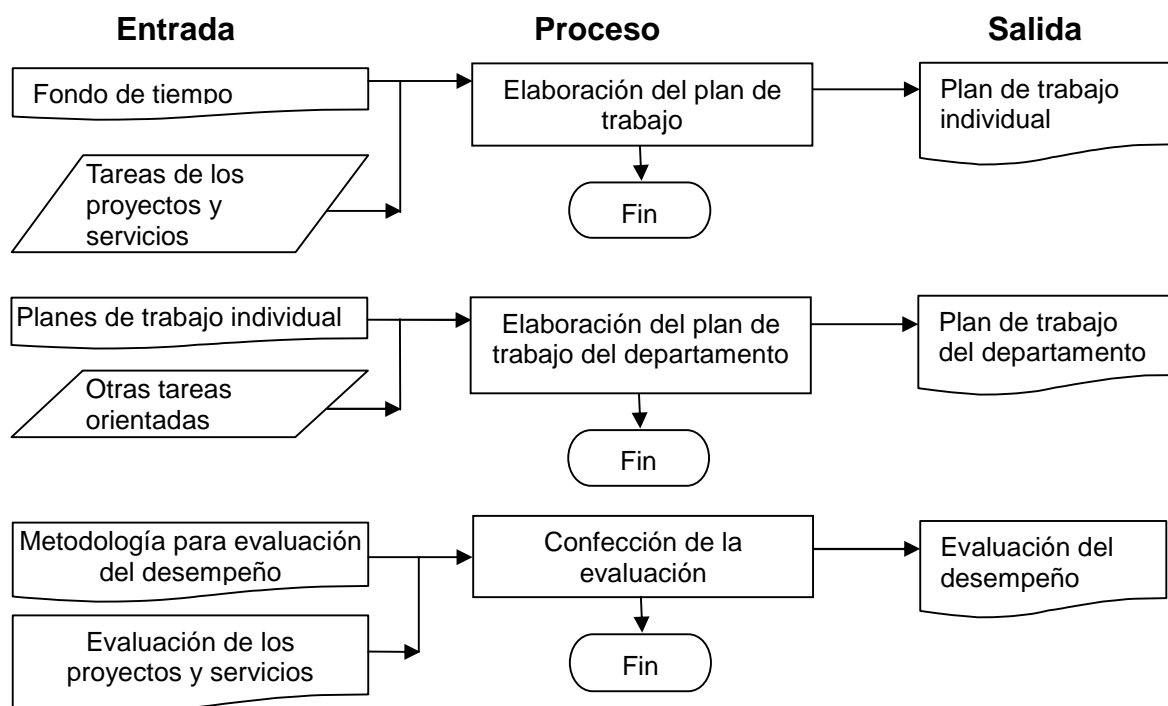 Entrada
Proceso
Salida
Fondo de tiempo
Elaboración del plan de
trabajo
Plan de trabajo
individual
Tareas de los
proyectos y
servicios
Fin
Planes de trabajo individual
Elaboración del plan de
trabajo del departamento
Plan de trabajo
del departamento
Otras tareas
orientadas
Fin
Metodología para evaluación
del desempeño
Confección de la
evaluación
Evaluación del
desempeño
Evaluación de los
proyectos y servicios
Fin